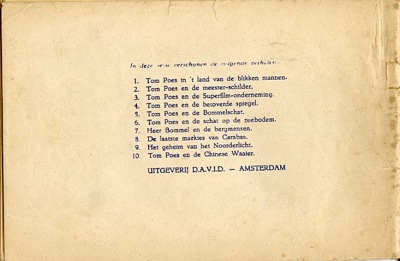 In deze serie verschenen de volgende verhalen:
1. Tom Poes in 't land van de blikken mannen.
2. Tom Poes en de meester-schilder.
3. Tom Poes en de Superfilm-onderneming.
4. Tom Poes en de betoverde spiegel.
5. Tom Poes en de Bommelschat.
6. Tom Poes en de schat op de zeebodem.
7. Heer Bommel en de bergmensen.
8. De laatste markies van Carabas.
9. Het geheim van het Noorderlicht.
10 Tom Poes en de Chinese Waaier.
UITGEVERIJ D.A.V.I.D. — AMSTERDAM